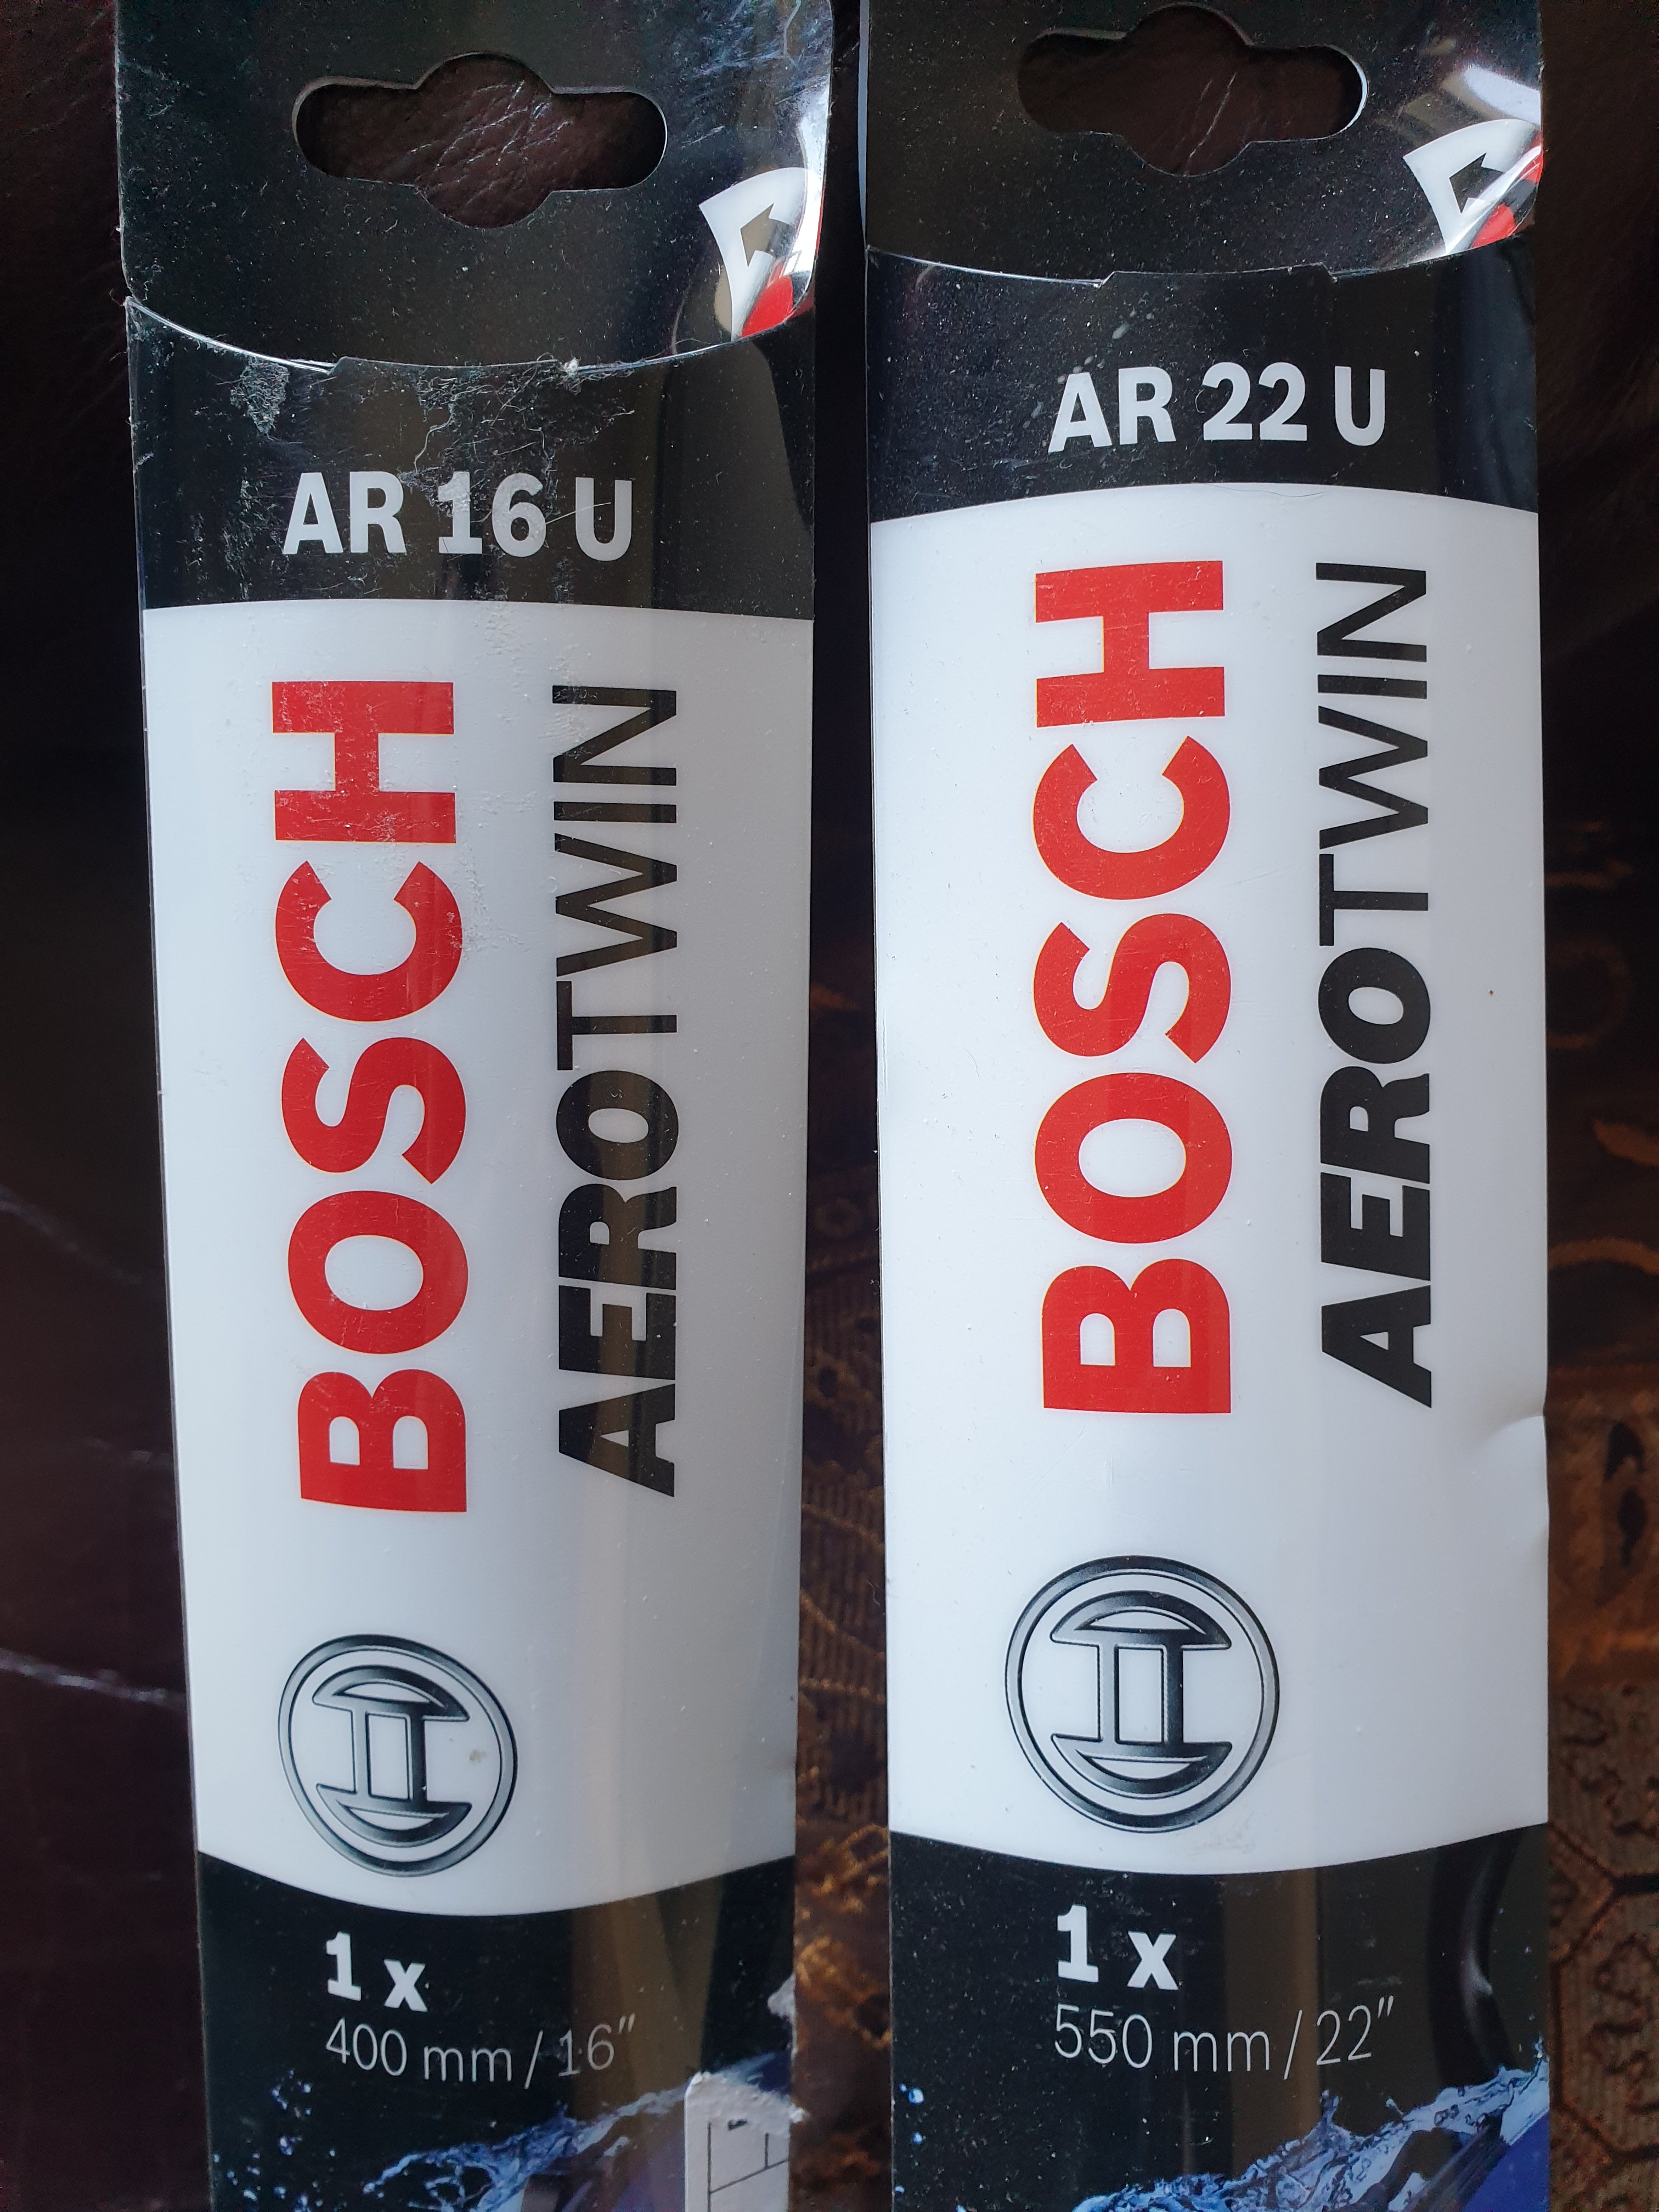 AR 16 U
BOSCH
AEROTWIN
1 x
400 mm / 16"
AR 22 U
BOSCH
AEROTWIN
1 x
550 mm / 22"